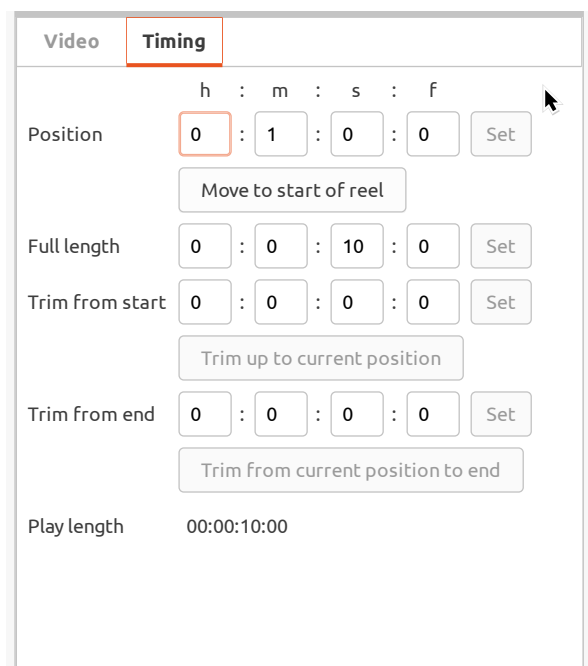 Video Timing
h : m : s : f
Position 0 : 1 : 0 : 0 Set
Move to start of reel
Full length 0 : 0 : 10 : 0 Set
Trim from start 0 : 0 : 0 : 0 Set
Trim up to current position
Trim from end 0 : 0 : 0 : 0 Set
Trim from current position to end
Play length 00:00:10:00